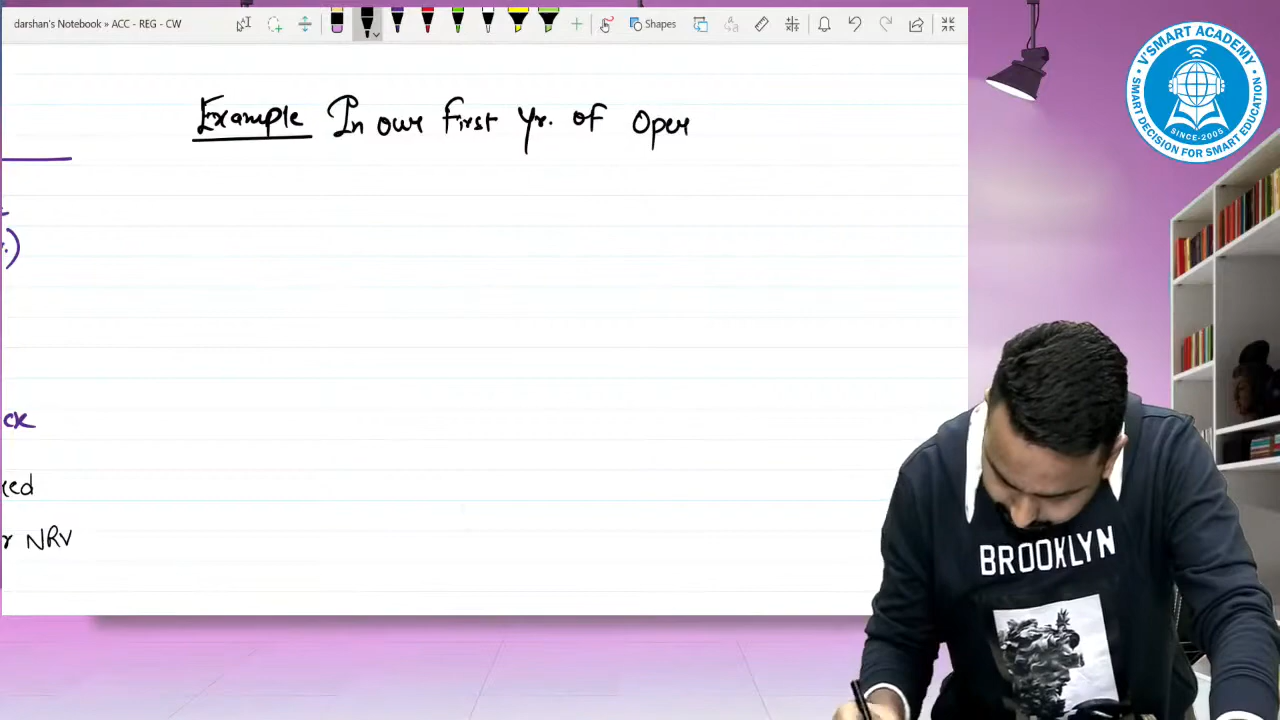 darshan's Notebook » ACC - REG - CW
Shapes
Example In our First Yr. of Oper
.)
ck
red
r NRV
V'SMART ACADEMY
SINCE-2005
SMART DECISION FOR SMART EDUCATION
BROOKLYN